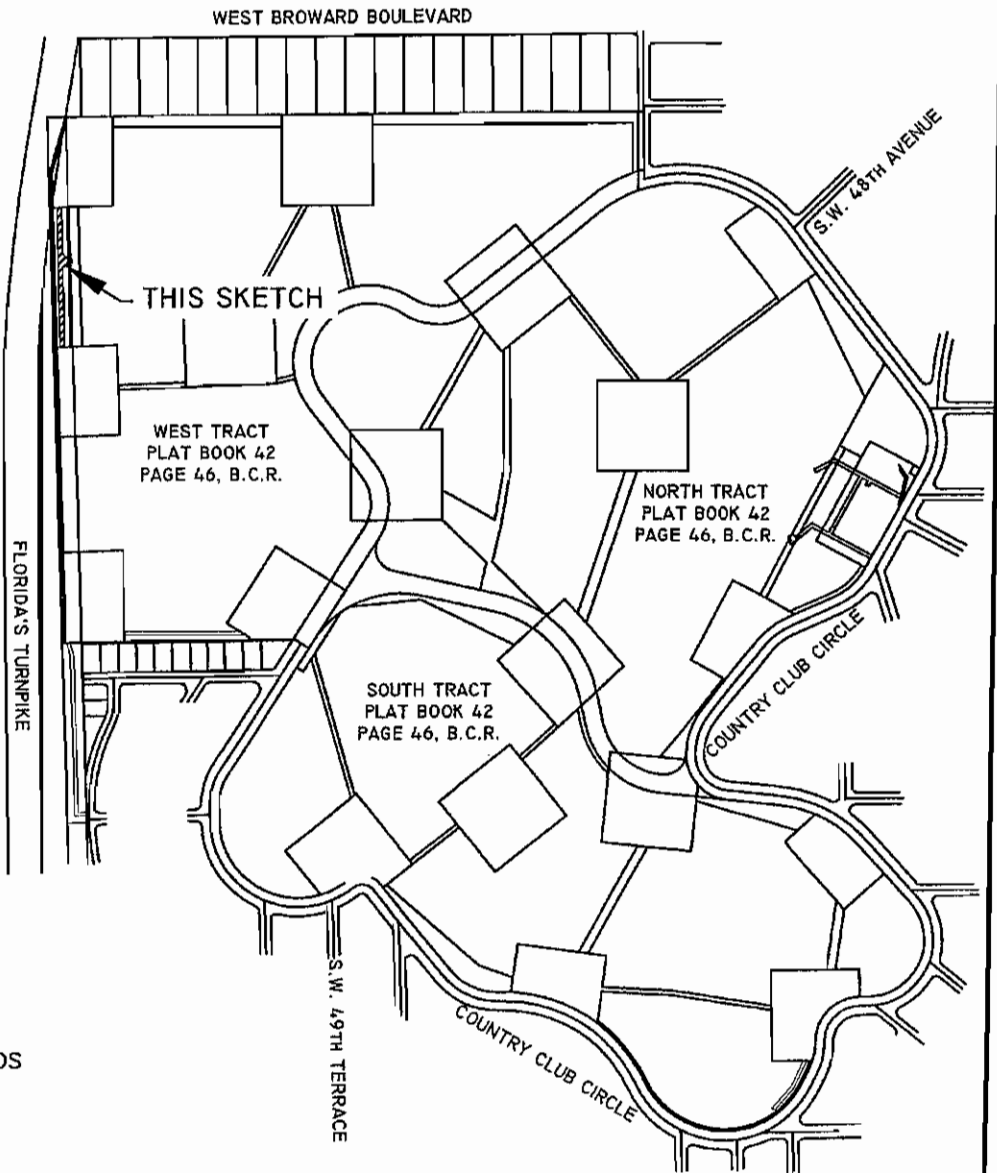 WEST BROWARD BOULEVARD
S.W. 48TH AVENUE
THIS SKETCH
WEST TRACT
PLAT BOOK 42
PAGE 46, B.C.R.
NORTH TRACT
PLAT BOOK 42
PAGE 46, B.C.R.
FLORIDA'S TURNPIKE
SOUTH TRACT
PLAT BOOK 42
PAGE 46, B.C.R.
COUNTRY CLUB CIRCLE
S.W. 49TH TERRACE
COUNTRY CLUB CIRCLE